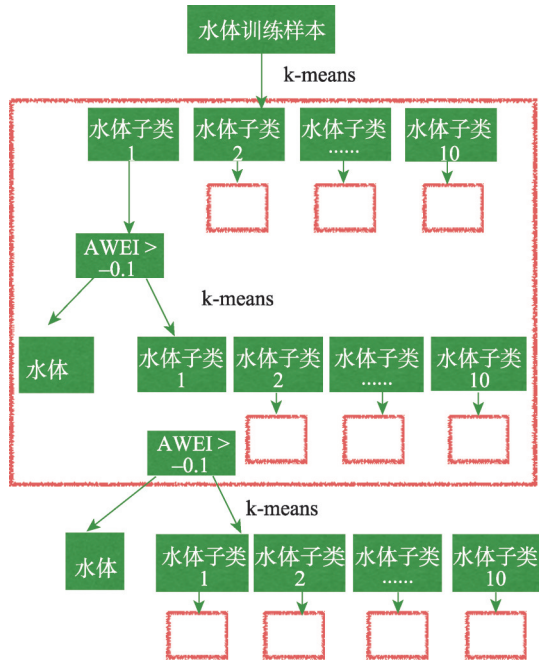 水体训练样本
k-means
水体子类
1
水体子类
2
水体子类
......
水体子类
10
AWEI >
–0.1
k-means
水体
水体子类
1
水体子类
2
水体子类
......
水体子类
10
AWEI >
–0.1
k-means
水体
水体子类
1
水体子类
2
水体子类
......
水体子类
10